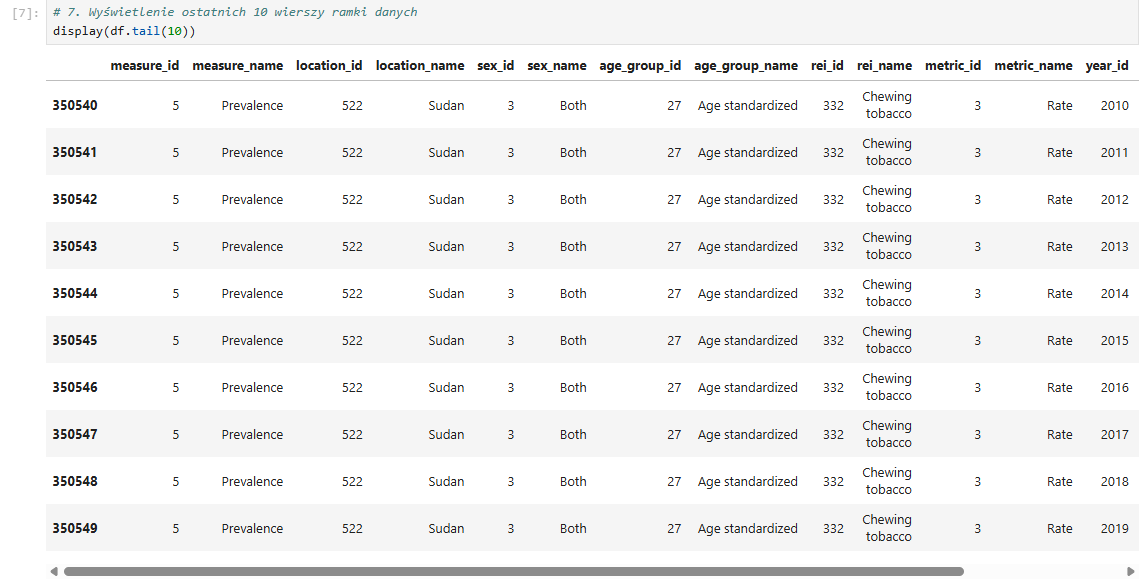 [7]: # 7. Wyświetlenie ostatnich 10 wierszy ramki danych
display(df.tail(10))
measure_id measure_name location_id location_name sex_id sex_name age_group_id age_group_name rei_id rei_name metric_id metric_name year_id
350540 5 Prevalence 522 Sudan 3 Both 27 Age standardized 332 Chewing tobacco 3 Rate 2010
350541 5 Prevalence 522 Sudan 3 Both 27 Age standardized 332 Chewing tobacco 3 Rate 2011
350542 5 Prevalence 522 Sudan 3 Both 27 Age standardized 332 Chewing tobacco 3 Rate 2012
350543 5 Prevalence 522 Sudan 3 Both 27 Age standardized 332 Chewing tobacco 3 Rate 2013
350544 5 Prevalence 522 Sudan 3 Both 27 Age standardized 332 Chewing tobacco 3 Rate 2014
350545 5 Prevalence 522 Sudan 3 Both 27 Age standardized 332 Chewing tobacco 3 Rate 2015
350546 5 Prevalence 522 Sudan 3 Both 27 Age standardized 332 Chewing tobacco 3 Rate 2016
350547 5 Prevalence 522 Sudan 3 Both 27 Age standardized 332 Chewing tobacco 3 Rate 2017
350548 5 Prevalence 522 Sudan 3 Both 27 Age standardized 332 Chewing tobacco 3 Rate 2018
350549 5 Prevalence 522 Sudan 3 Both 27 Age standardized 332 Chewing tobacco 3 Rate 2019